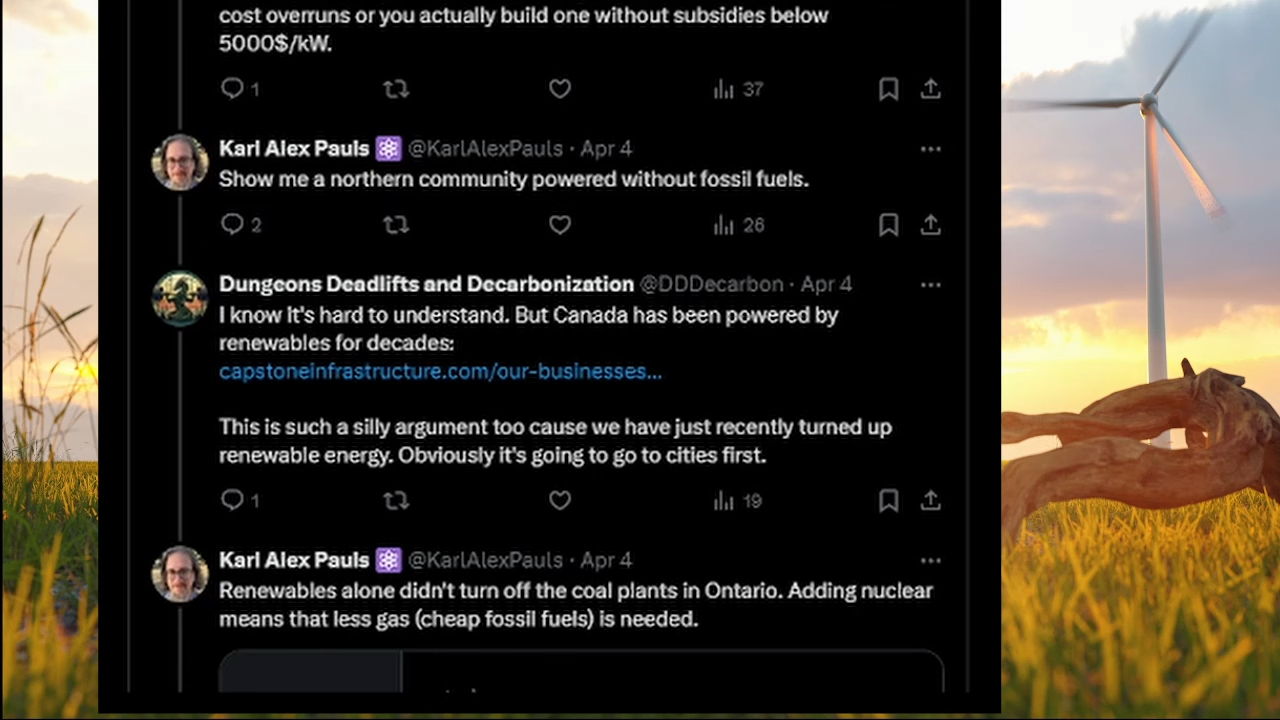 cost overruns or you actually build one without subsidies below
5000$/kW.
1 37
Karl Alex Pauls ⚛ @KarlAlexPauls · Apr 4
Show me a northern community powered without fossil fuels.
2 26
Dungeons Deadlifts and Decarbonization @DDDecarbon · Apr 4
I know it's hard to understand. But Canada has been powered by
renewables for decades:
capstoneinfrastructure.com/our-businesses...
This is such a silly argument too cause we have just recently turned up
renewable energy. Obviously it's going to go to cities first.
1 19
Karl Alex Pauls ⚛ @KarlAlexPauls · Apr 4
Renewables alone didn't turn off the coal plants in Ontario. Adding nuclear
means that less gas (cheap fossil fuels) is needed.